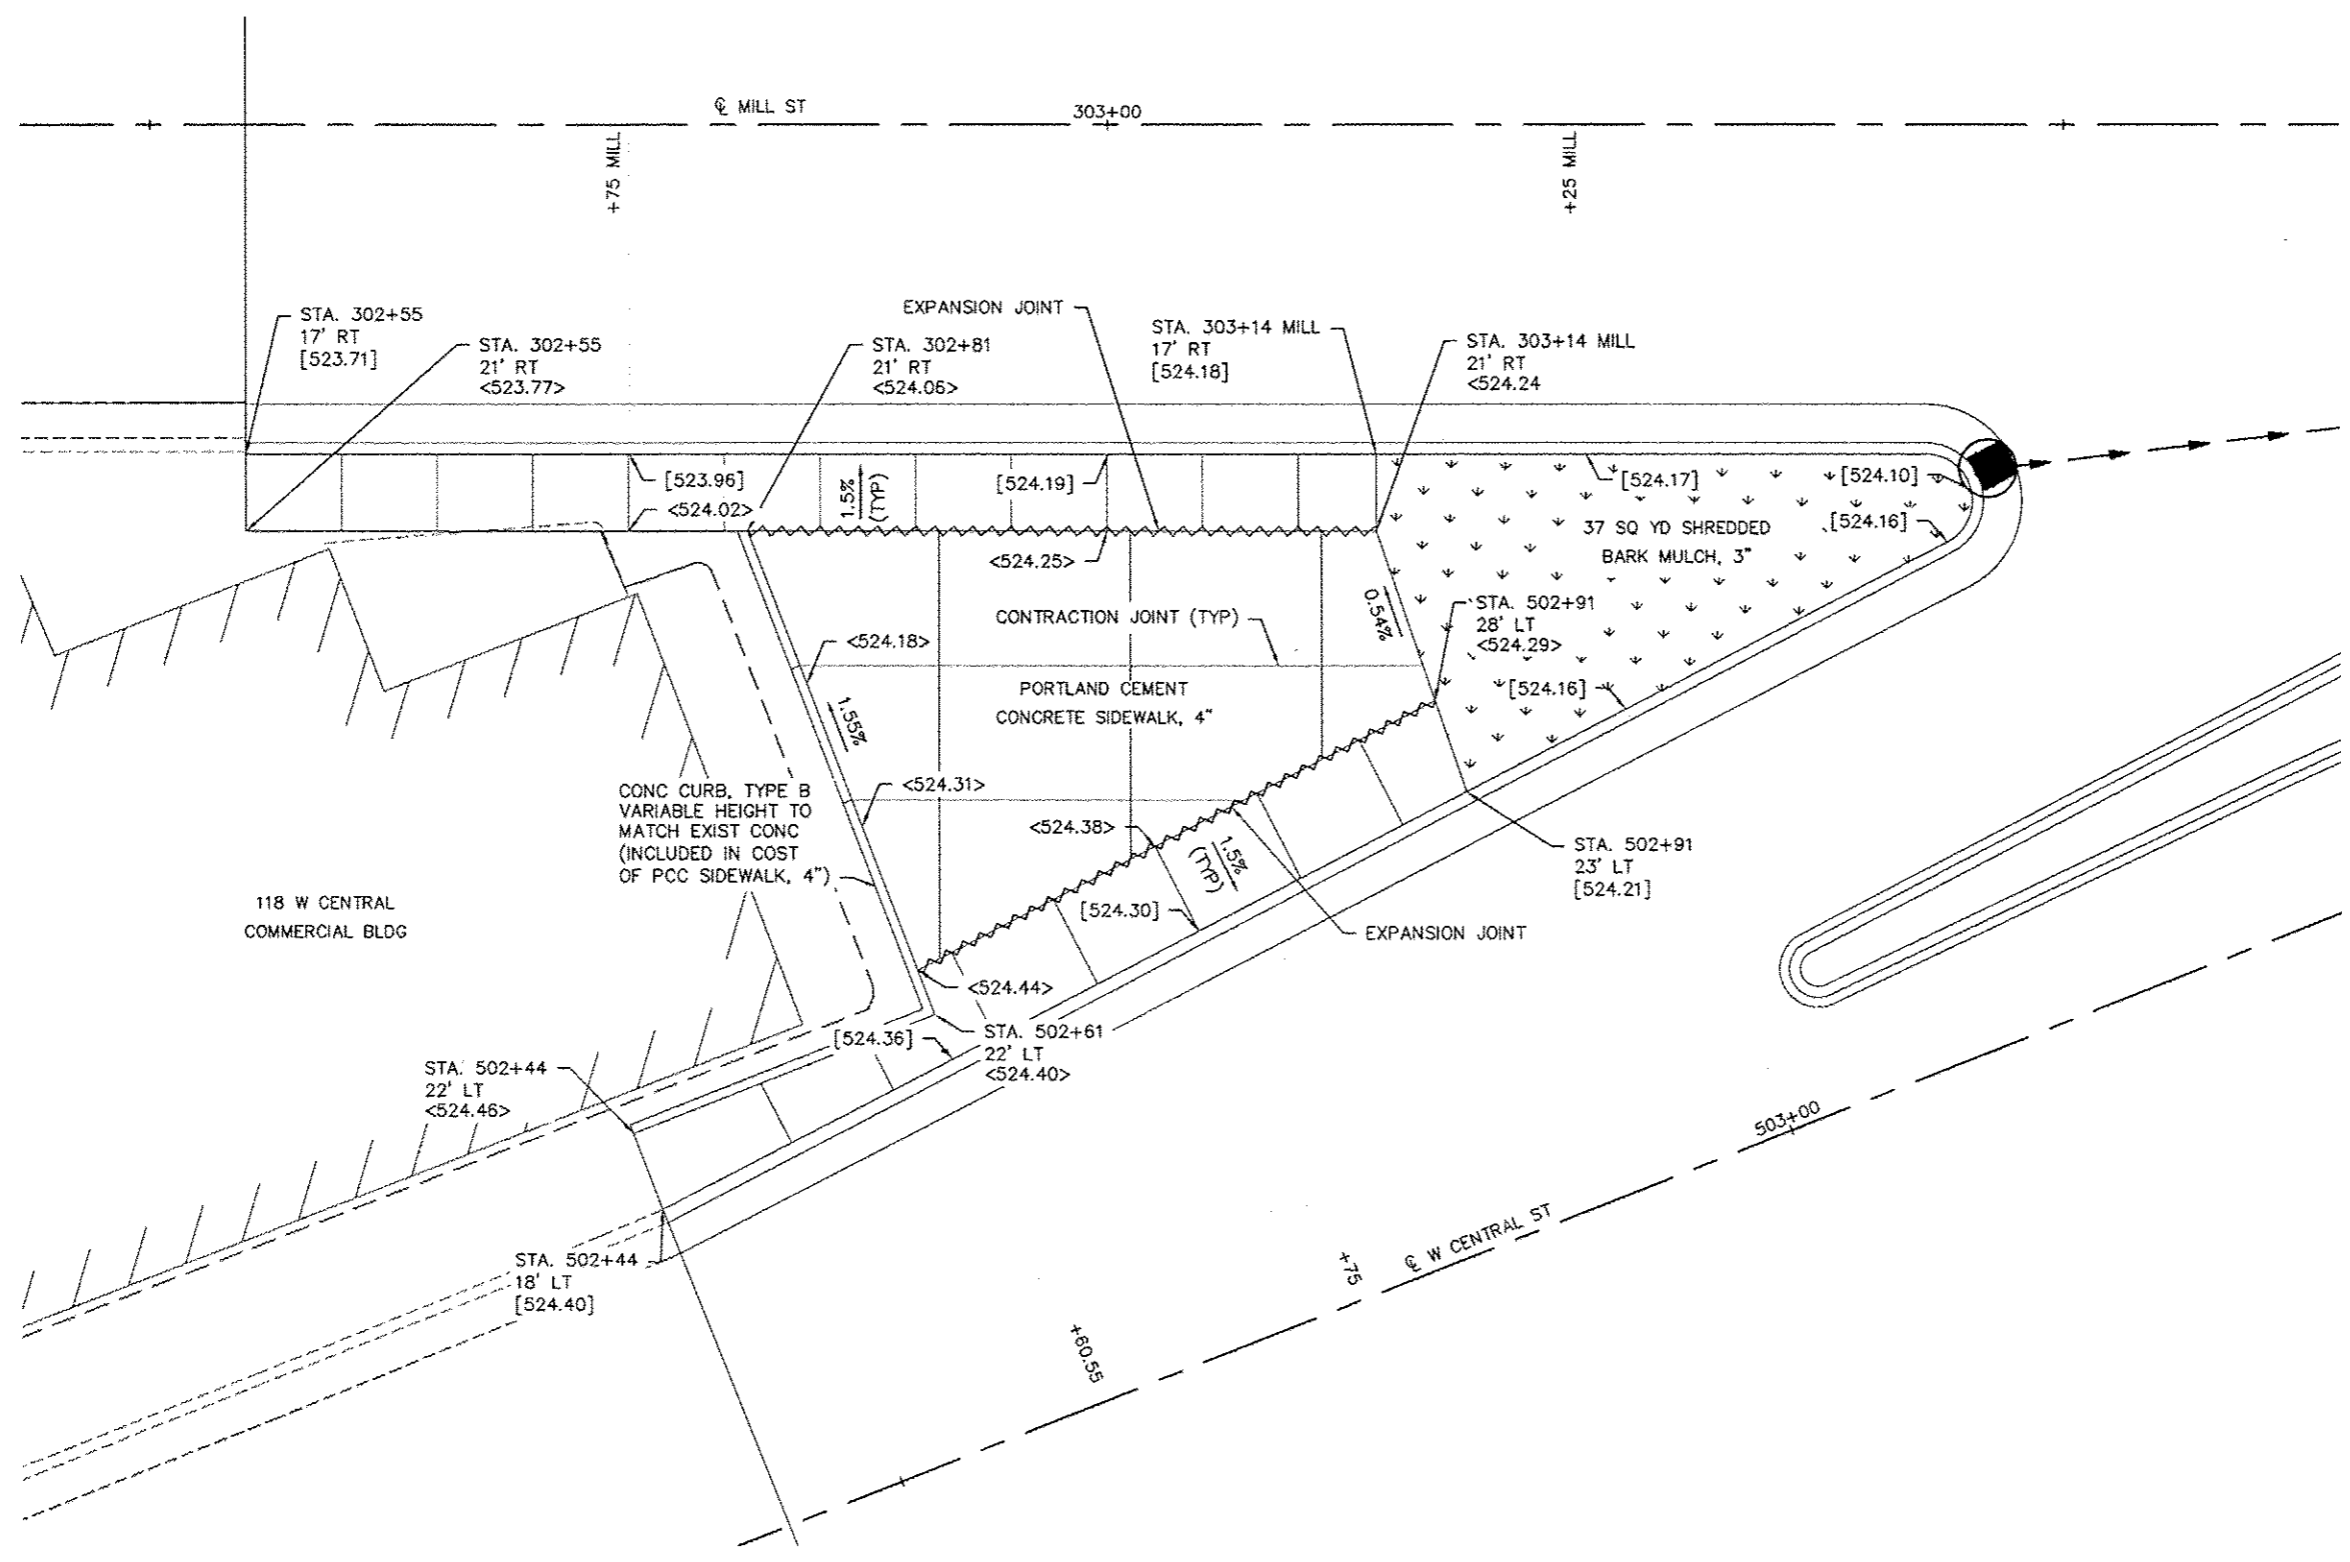 ℄ MILL ST
303+00
+75 MILL
+25 MILL
STA. 302+55
17' RT
[523.71]
STA. 302+55
21' RT
<523.77>
STA. 302+81
21' RT
<524.06>
EXPANSION JOINT
STA. 303+14 MILL
17' RT
[524.18]
STA. 303+14 MILL
21' RT
<524.24
[523.96]
<524.02>
1.5%
(TYP)
[524.19]
[524.17]
[524.10]
[524.16]
37 SQ YD SHREDDED
BARK MULCH, 3"
<524.25>
CONTRACTION JOINT (TYP)
0.54%
STA. 502+91
28' LT
<524.29>
<524.18>
[524.16]
PORTLAND CEMENT
CONCRETE SIDEWALK, 4"
1.55%
<524.31>
CONC CURB, TYPE B
VARIABLE HEIGHT TO
MATCH EXIST CONC
(INCLUDED IN COST
OF PCC SIDEWALK, 4")
<524.38>
1.5%
(TYP)
STA. 502+91
23' LT
[524.21]
118 W CENTRAL
COMMERCIAL BLDG
[524.30]
EXPANSION JOINT
<524.44>
[524.36]
STA. 502+61
22' LT
<524.40>
STA. 502+44
22' LT
<524.46>
503+00
STA. 502+44
18' LT
[524.40]
℄ W CENTRAL ST
+75
+60.55